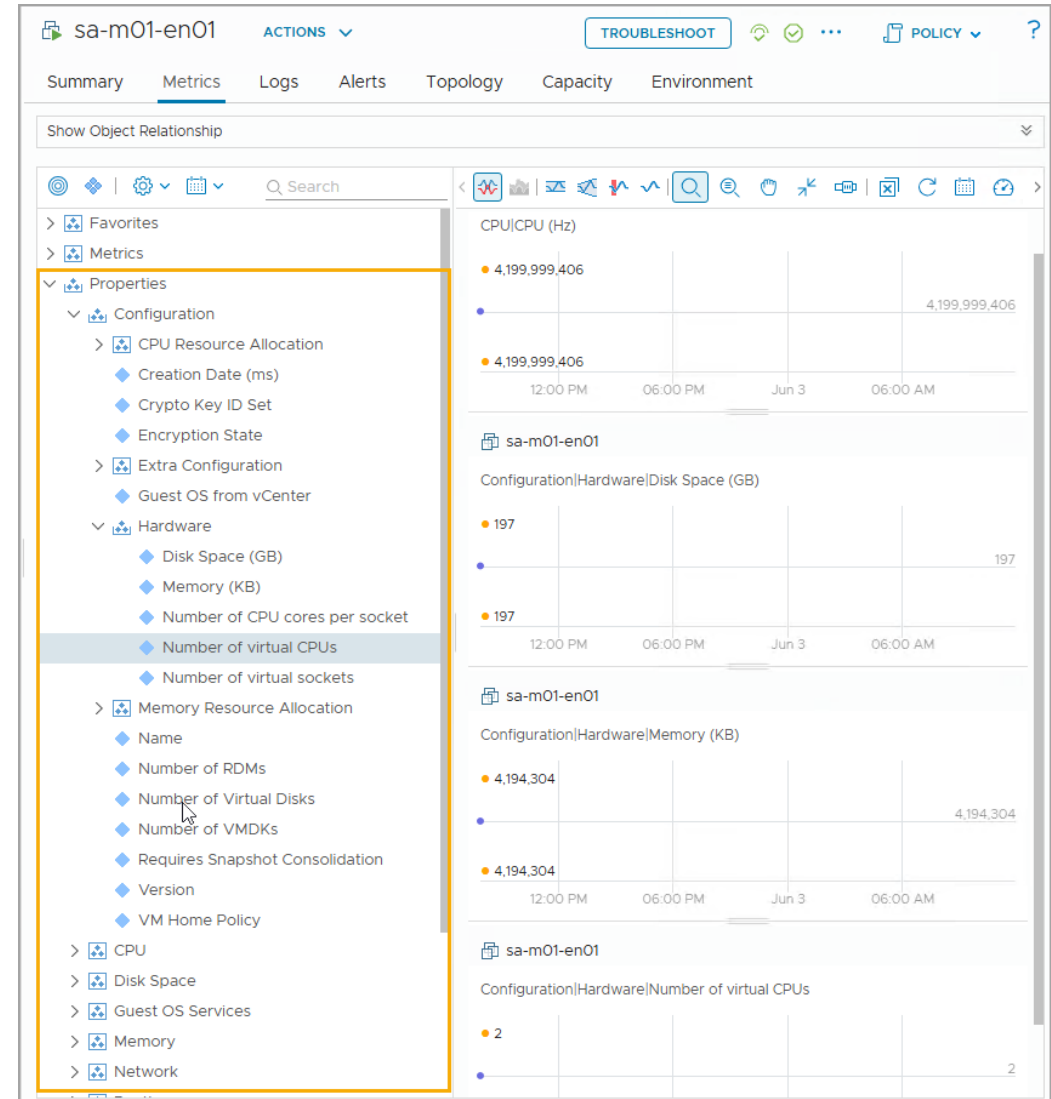 sa-m01-en01 ACTIONS TROUBLESHOOT ... POLICY ?
Summary Metrics Logs Alerts Topology Capacity Environment
Show Object Relationship
Search
Favorites
Metrics
Properties
Configuration
CPU Resource Allocation
Creation Date (ms)
Crypto Key ID Set
Encryption State
Extra Configuration
Guest OS from vCenter
Hardware
Disk Space (GB)
Memory (KB)
Number of CPU cores per socket
Number of virtual CPUs
Number of virtual sockets
Memory Resource Allocation
Name
Number of RDMs
Number of Virtual Disks
Number of VMDKs
Requires Snapshot Consolidation
Version
VM Home Policy
CPU
Disk Space
Guest OS Services
Memory
Network
CPU|CPU (Hz)
4,199,999,406
4,199,999,406
4,199,999,406
12:00 PM 06:00 PM Jun 3 06:00 AM
sa-m01-en01
Configuration|Hardware|Disk Space (GB)
197
197
197
12:00 PM 06:00 PM Jun 3 06:00 AM
sa-m01-en01
Configuration|Hardware|Memory (KB)
4,194,304
4,194,304
4,194,304
12:00 PM 06:00 PM Jun 3 06:00 AM
sa-m01-en01
Configuration|Hardware|Number of virtual CPUs
2
2